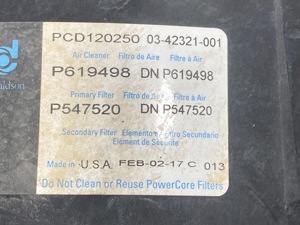 PCD120250 03-42321-001
Air Cleaner Filtro de Aire Filtre à Air
P619498 DN P619498
Primary Filter Filtro de Aire Filtre à Air
P547520 DN P547520
Secondary Filter Elemento Filtro Secundario
Element de Sécurité
Made in U.S.A FEB-02-17 C 013
Do Not Clean or Reuse PowerCore Filters
d
naldson